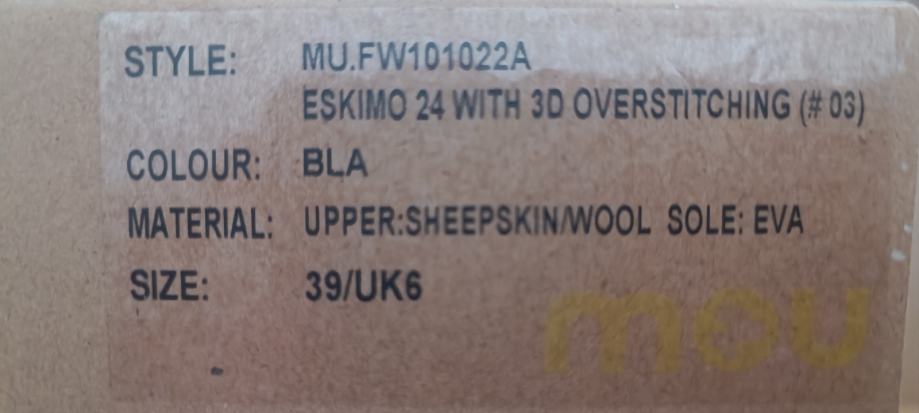 STYLE: MU.FW101022A
ESKIMO 24 WITH 3D OVERSTITCHING (# 03)
COLOUR: BLA
MATERIAL: UPPER:SHEEPSKIN/WOOL SOLE: EVA
SIZE: 39/UK6
mou